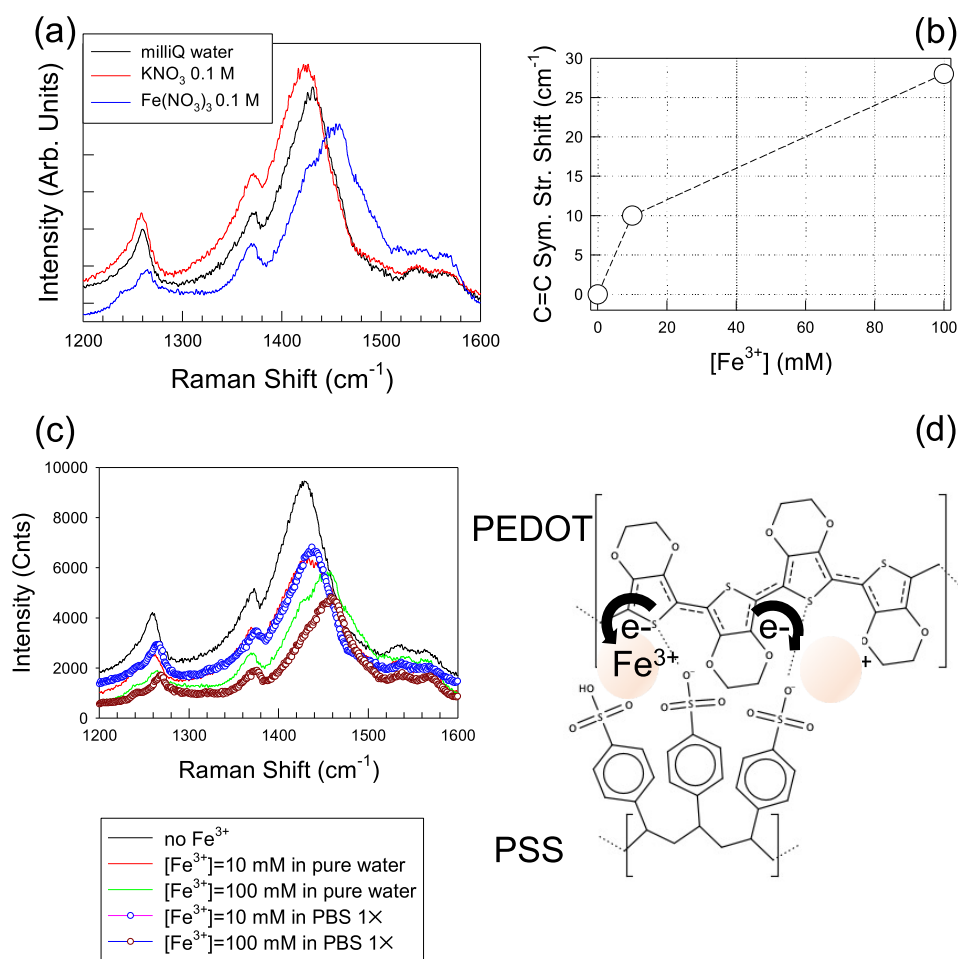 (a)
milliQ water
KNO3 0.1 M
Fe(NO3)3 0.1 M
Intensity (Arb. Units)
1200 1300 1400 1500 1600
Raman Shift (cm-1)
(b)
C=C Sym. Str. Shift (cm-1)
30
25
20
15
10
5
0
0 20 40 60 80 100
[Fe3+] (mM)
(c)
Intensity (Cnts)
10000
8000
6000
4000
2000
0
1200 1300 1400 1500 1600
Raman Shift (cm-1)
no Fe3+
[Fe3+]=10 mM in pure water
[Fe3+]=100 mM in pure water
[Fe3+]=10 mM in PBS 1×
[Fe3+]=100 mM in PBS 1×
(d)
PEDOT
O O
O O
S S
S S
e- e-
Fe3+
+
O O
O O
HO O
O-
O-
O S O
O S O
S
O
PSS